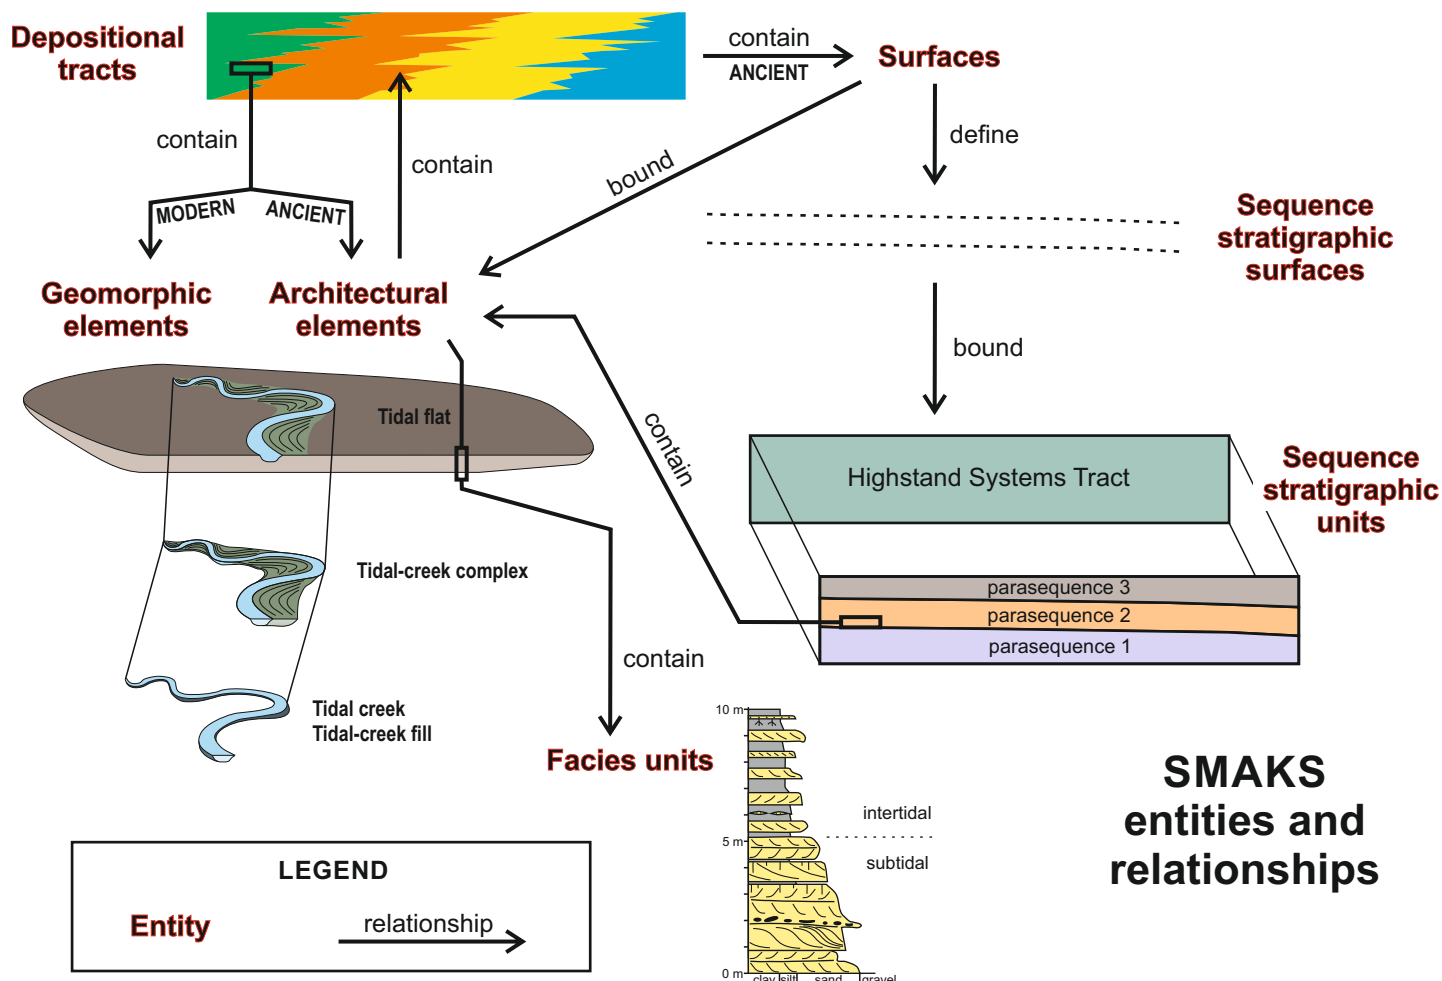 Depositional
tracts
contain
ANCIENT
Surfaces
contain
contain
define
bound
MODERN
ANCIENT
Sequence
stratigraphic
surfaces
Geomorphic
elements
Architectural
elements
bound
Tidal flat
contain
Highstand Systems Tract
Sequence
stratigraphic
units
Tidal-creek complex
parasequence 3
parasequence 2
parasequence 1
contain
Tidal creek
Tidal-creek fill
Facies units
10 m
5 m
0 m
intertidal
subtidal
clay silt sand gravel
SMAKS
entities and
relationships
LEGEND
Entity
relationship